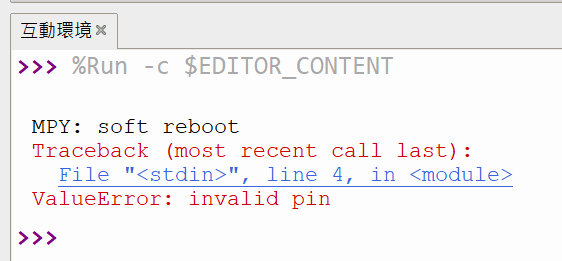 互動環境
>>> %Run -c $EDITOR_CONTENT
MPY: soft reboot
Traceback (most recent call last):
File "<stdin>", line 4, in <module>
ValueError: invalid pin
>>>